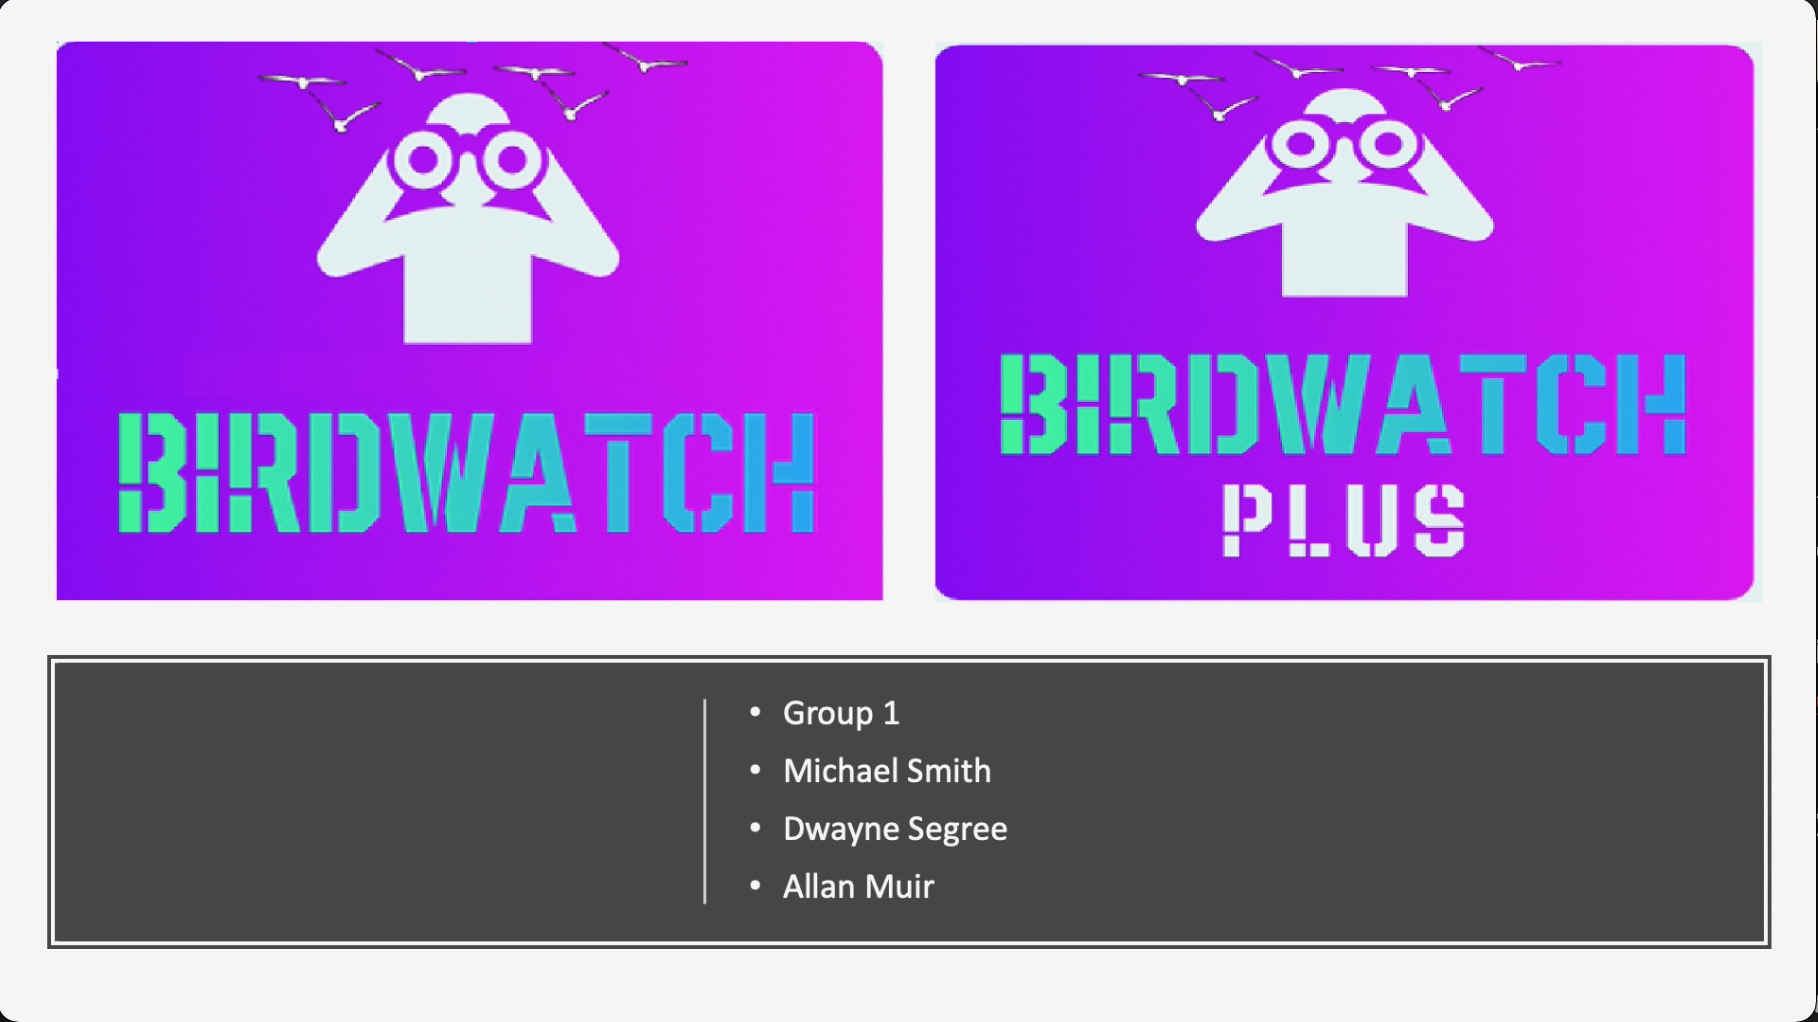 BIRDWATCH
BIRDWATCH
PLUS
• Group 1
• Michael Smith
• Dwayne Segree
• Allan Muir